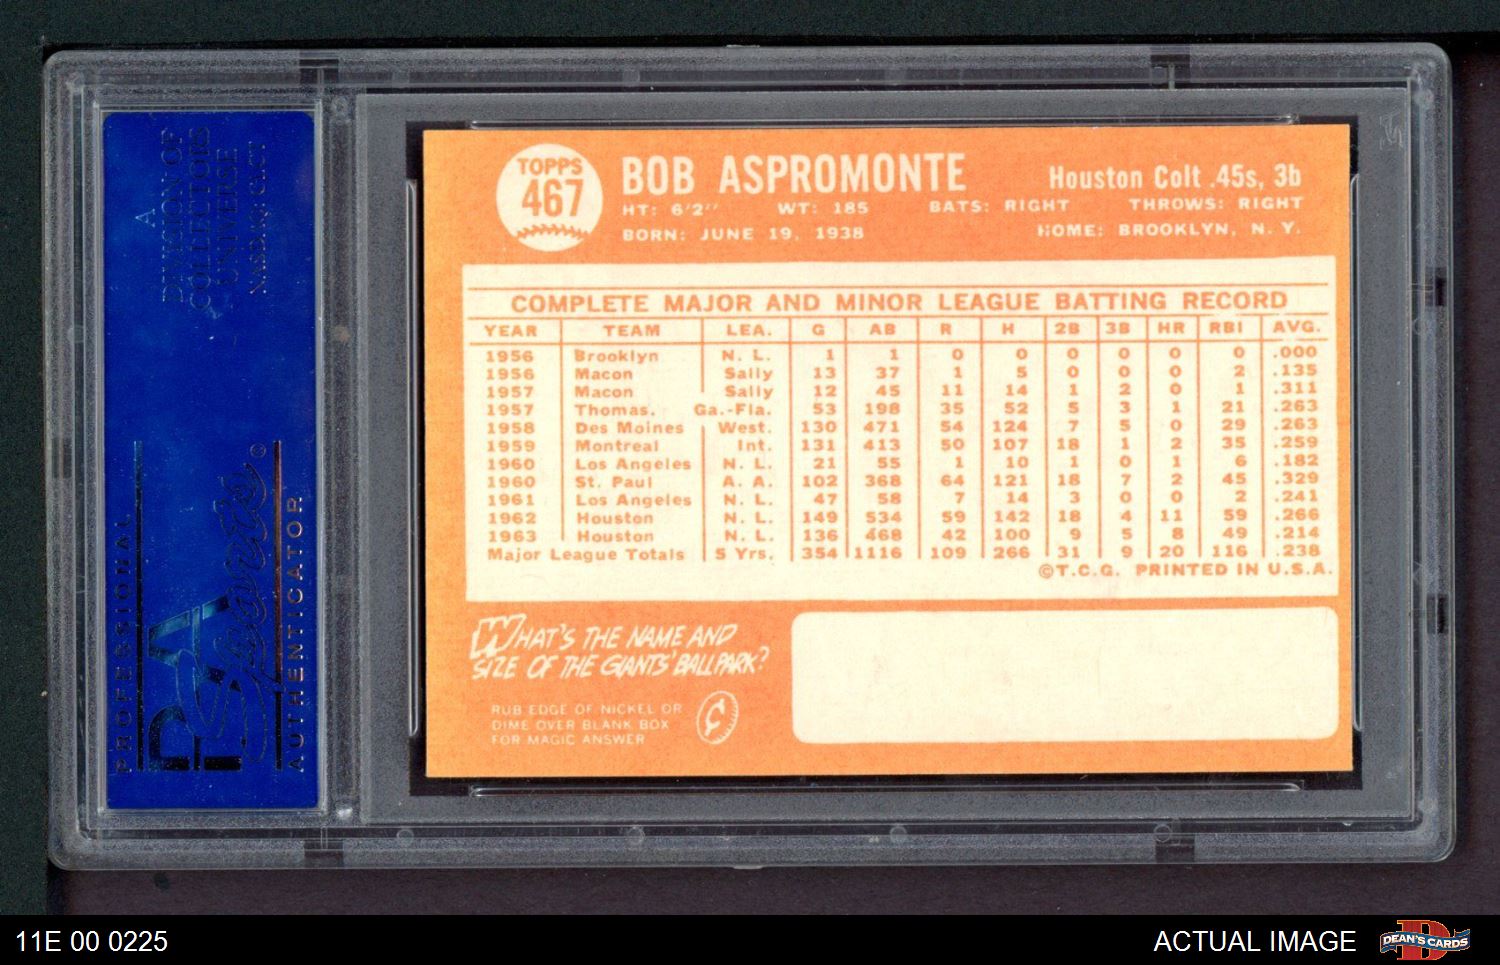 A
DIVISION OF
COLLECTORS
UNIVERSE
NASDAQ: CLCT
PROFESSIONAL
PSA
Sports ©
AUTHENTICATOR
TOPPS
467
BOB ASPROMONTE
Houston Colt .45s, 3b
HT: 6'2" WT: 185 BATS: RIGHT THROWS: RIGHT
BORN: JUNE 19, 1938 HOME: BROOKLYN, N. Y.
COMPLETE MAJOR AND MINOR LEAGUE BATTING RECORD
YEAR TEAM LEA. G AB R H 2B 3B HR RBI AVG.
1956 Brooklyn N. L. 1 1 0 0 0 0 0 0 .000
1956 Macon Sally 13 37 1 5 0 0 0 2 .135
1957 Macon Sally 12 45 11 14 1 2 0 1 .311
1957 Thomas. Ga.-Fla. 53 198 35 52 5 3 1 21 .263
1958 Des Moines West. 130 471 54 124 7 5 0 29 .263
1959 Montreal Int. 131 413 50 107 18 1 2 35 .259
1960 Los Angeles N. L. 21 55 1 10 1 0 1 6 .182
1960 St. Paul A. A. 102 368 64 121 18 7 2 45 .329
1961 Los Angeles N. L. 47 58 7 14 3 0 0 2 .241
1962 Houston N. L. 149 534 59 142 18 4 11 59 .266
1963 Houston N. L. 136 468 42 100 9 5 8 49 .214
Major League Totals 5 Yrs. 354 1116 109 266 31 9 20 116 .238
©T.C.G. PRINTED IN U.S.A.
WHAT'S THE NAME AND
SIZE OF THE GIANTS' BALLPARK?
RUB EDGE OF NICKEL OR
DIME OVER BLANK BOX
FOR MAGIC ANSWER
¢
11E 00 0225
ACTUAL IMAGE
D
DEAN'S CARDS